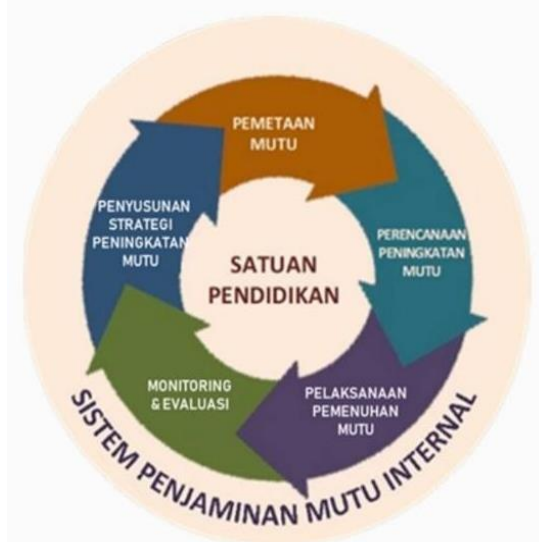 PEMETAAN
MUTU
PERENCANAAN
PENINGKATAN
MUTU
PELAKSANAAN
PEMENUHAN
MUTU
MONITORING
& EVALUASI
PENYUSUNAN
STRATEGI
PENINGKATAN
MUTU
SATUAN
PENDIDIKAN
SISTEM PENJAMINAN MUTU INTERNAL